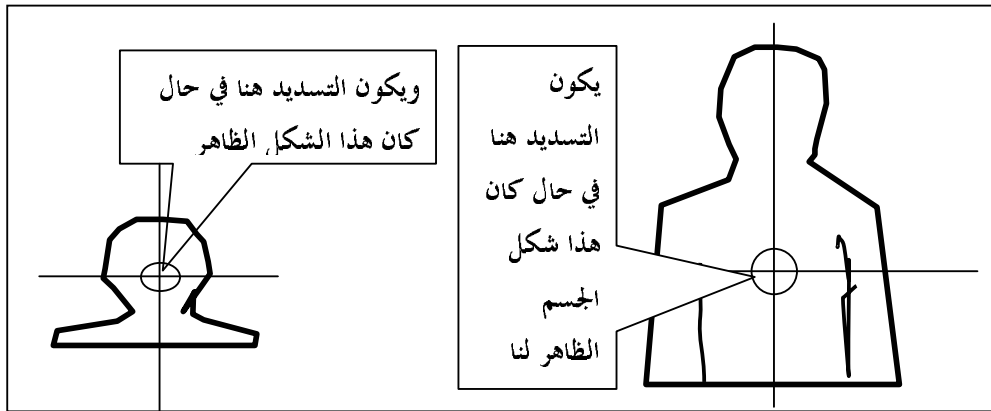 يكون
التسديد هنا
في حال كان
هذا شكل
الجسم
الظاهر لنا
ويكون التسديد هنا في حال
كان هذا الشكل الظاهر